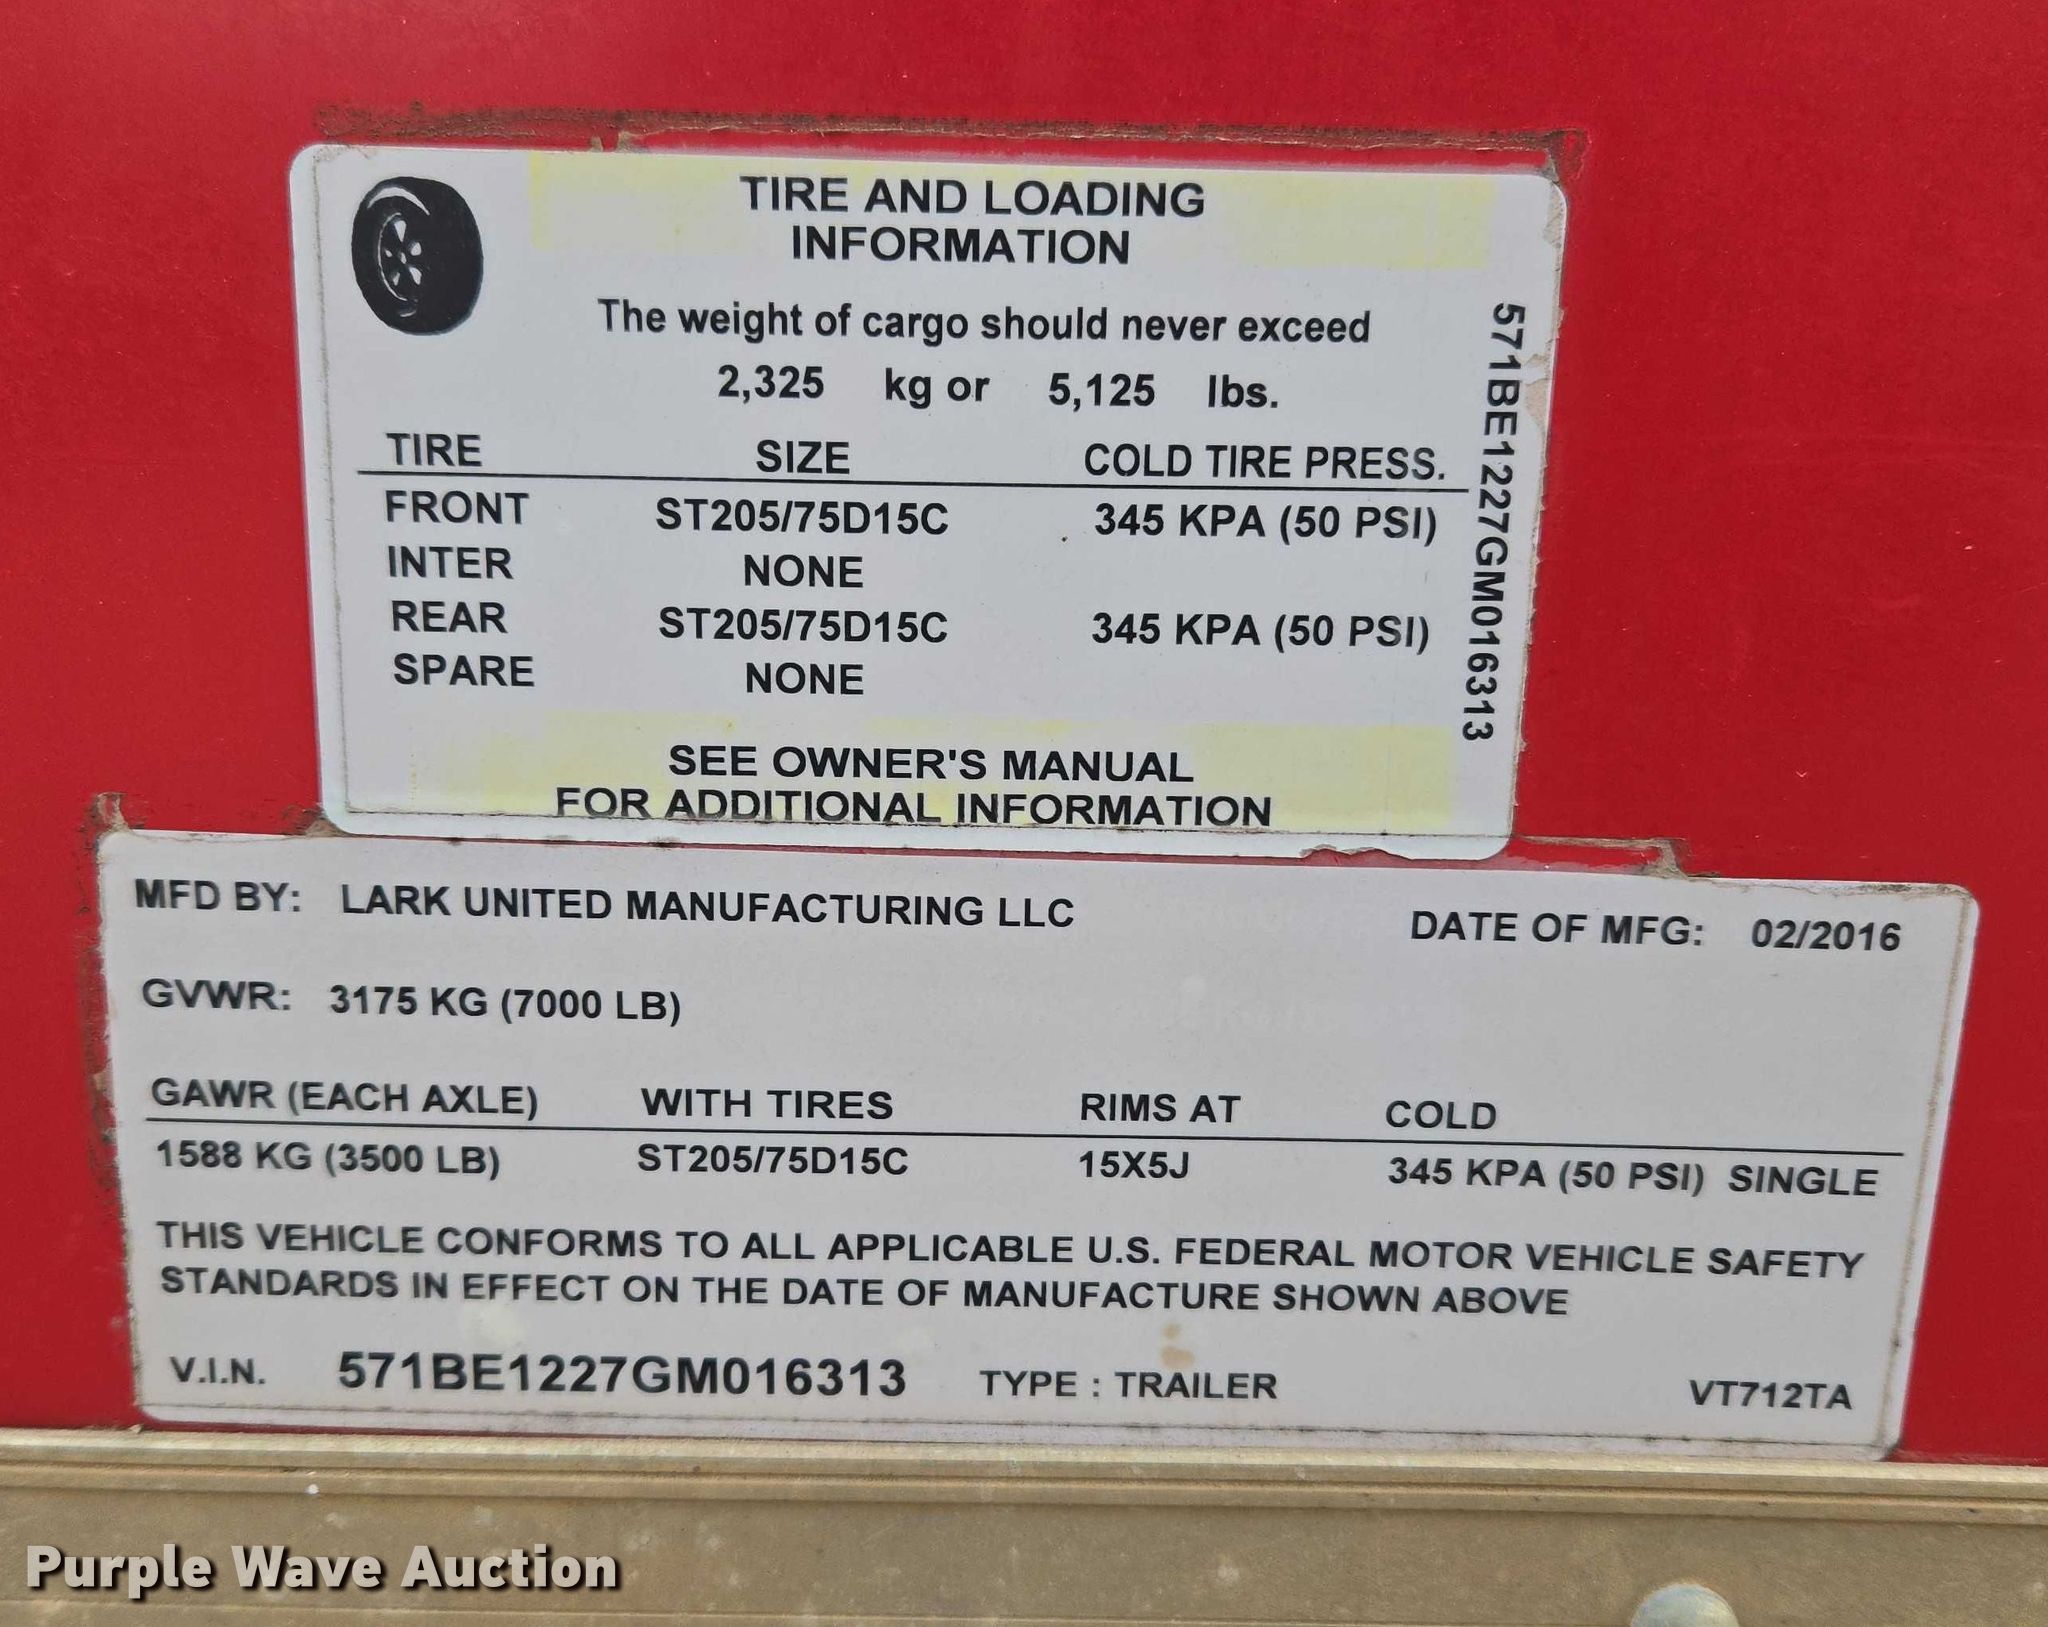 TIRE AND LOADING
INFORMATION
The weight of cargo should never exceed
2,325 kg or 5,125 lbs.
TIRE SIZE COLD TIRE PRESS.
FRONT ST205/75D15C 345 KPA (50 PSI)
INTER NONE
REAR ST205/75D15C 345 KPA (50 PSI)
SPARE NONE
SEE OWNER'S MANUAL
FOR ADDITIONAL INFORMATION
571BE1227GM016313
MFD BY: LARK UNITED MANUFACTURING LLC DATE OF MFG: 02/2016
GVWR: 3175 KG (7000 LB)
GAWR (EACH AXLE) WITH TIRES RIMS AT COLD
1588 KG (3500 LB) ST205/75D15C 15X5J 345 KPA (50 PSI) SINGLE
THIS VEHICLE CONFORMS TO ALL APPLICABLE U.S. FEDERAL MOTOR VEHICLE SAFETY
STANDARDS IN EFFECT ON THE DATE OF MANUFACTURE SHOWN ABOVE
V.I.N. 571BE1227GM016313 TYPE : TRAILER VT712TA
Purple Wave Auction